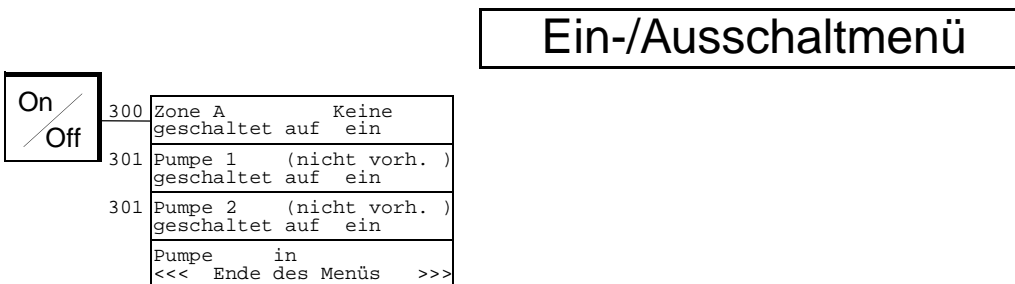 Ein-/Ausschaltmenü
On
Off
300 Zone A Keine
geschaltet auf ein
301 Pumpe 1 (nicht vorh. )
geschaltet auf ein
301 Pumpe 2 (nicht vorh. )
geschaltet auf ein
Pumpe in
<<< Ende des Menüs >>>